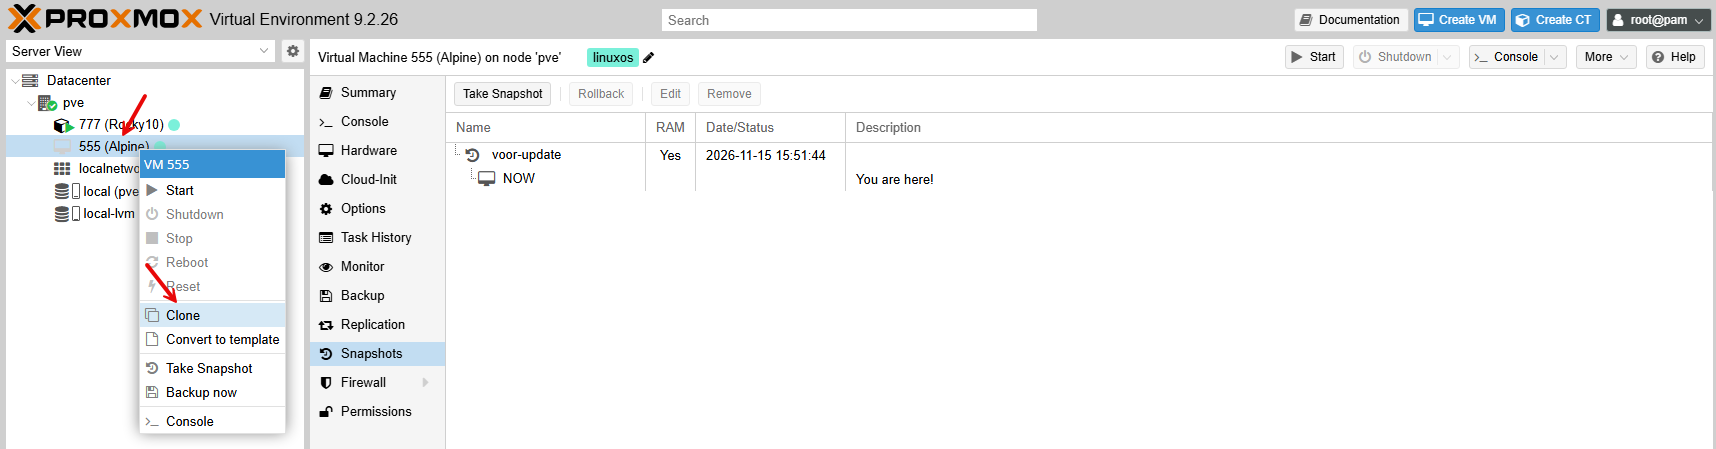 PROXMOX Virtual Environment 9.2.26
Search
Documentation
Create VM
Create CT
root@pam
Server View
Virtual Machine 555 (Alpine) on node 'pve'
linuxos
Start
Shutdown
Console
More
Help
Datacenter
pve
777 (Rocky10)
555 (Alpine)
localnetwo
local (pve
local-lvm
VM 555
Start
Shutdown
Stop
Reboot
Reset
Clone
Convert to template
Take Snapshot
Backup now
Console
Summary
Console
Hardware
Cloud-Init
Options
Task History
Monitor
Backup
Replication
Snapshots
Firewall
Permissions
Take Snapshot
Rollback
Edit
Remove
Name RAM Date/Status Description
voor-update Yes 2026-11-15 15:51:44
NOW You are here!